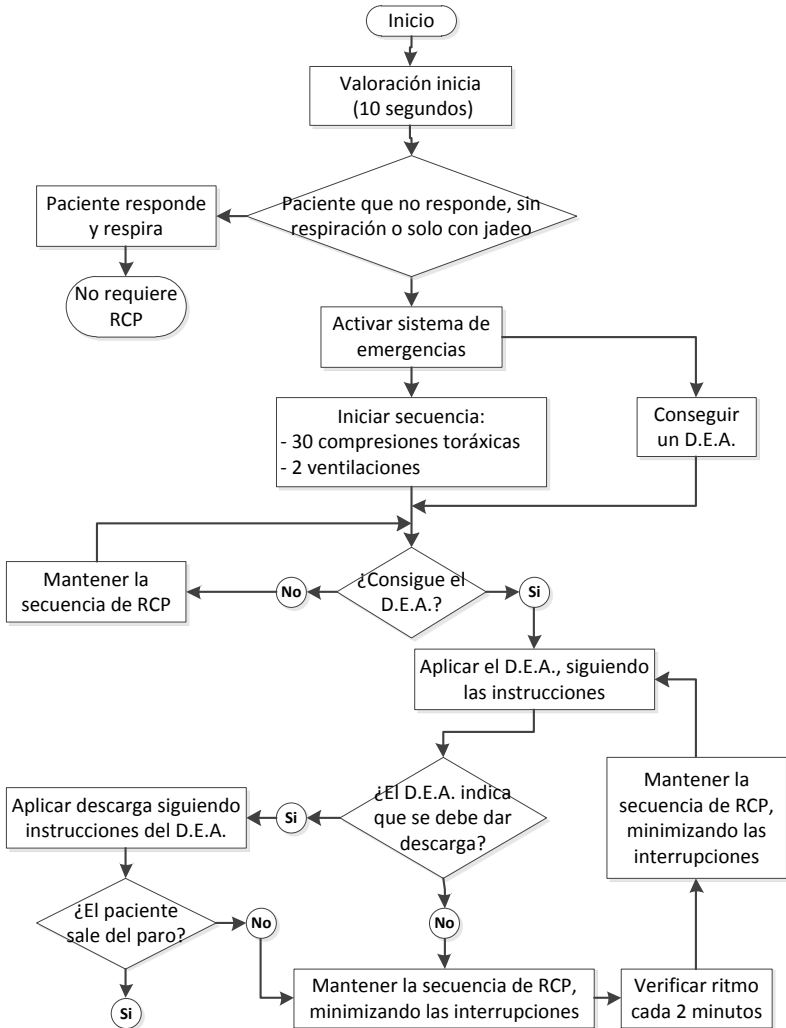 Inicio
Valoración inicia
(10 segundos)
Paciente que no responde, sin
respiración o solo con jadeo
Paciente responde
y respira
No requiere
RCP
Activar sistema de
emergencias
Iniciar secuencia:
- 30 compresiones toráxicas
- 2 ventilaciones
Conseguir
un D.E.A.
¿Consigue el
D.E.A.?
No
Si
Mantener la
secuencia de RCP
Aplicar el D.E.A., siguiendo
las instrucciones
¿El D.E.A. indica
que se debe dar
descarga?
Si
No
Aplicar descarga siguiendo
instrucciones del D.E.A.
¿El paciente
sale del paro?
No
Si
Mantener la secuencia de RCP,
minimizando las interrupciones
Verificar ritmo
cada 2 minutos
Mantener la
secuencia de RCP,
minimizando las
interrupciones